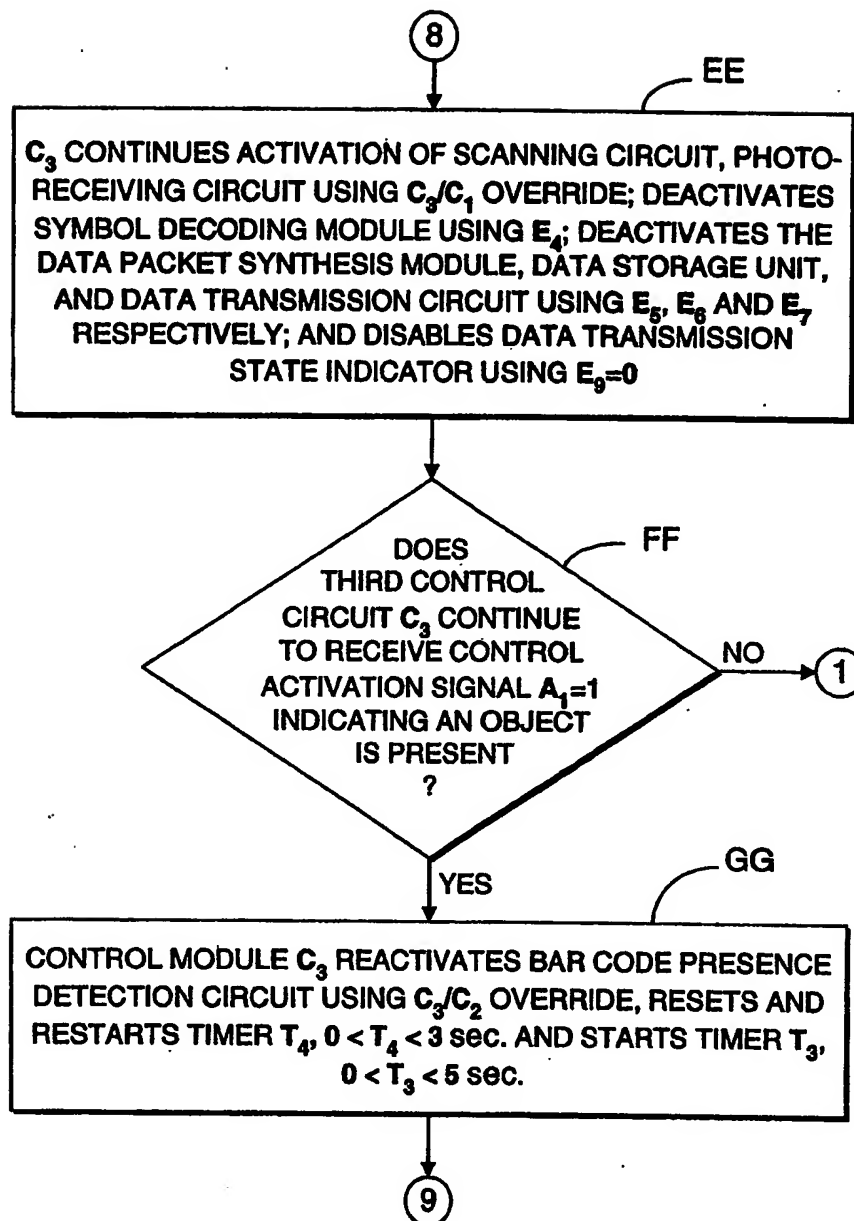 8
EE
C3 CONTINUES ACTIVATION OF SCANNING CIRCUIT, PHOTO-
RECEIVING CIRCUIT USING C3/C1 OVERRIDE; DEACTIVATES
SYMBOL DECODING MODULE USING E4; DEACTIVATES THE
DATA PACKET SYNTHESIS MODULE, DATA STORAGE UNIT,
AND DATA TRANSMISSION CIRCUIT USING E5, E6 AND E7
RESPECTIVELY; AND DISABLES DATA TRANSMISSION
STATE INDICATOR USING E9=0
FF
DOES
THIRD CONTROL
CIRCUIT C3 CONTINUE
TO RECEIVE CONTROL
ACTIVATION SIGNAL A1=1
INDICATING AN OBJECT
IS PRESENT
?
NO
1
YES
GG
CONTROL MODULE C3 REACTIVATES BAR CODE PRESENCE
DETECTION CIRCUIT USING C3/C2 OVERRIDE, RESETS AND
RESTARTS TIMER T4, 0 < T4 < 3 sec. AND STARTS TIMER T3,
0 < T3 < 5 sec.
9